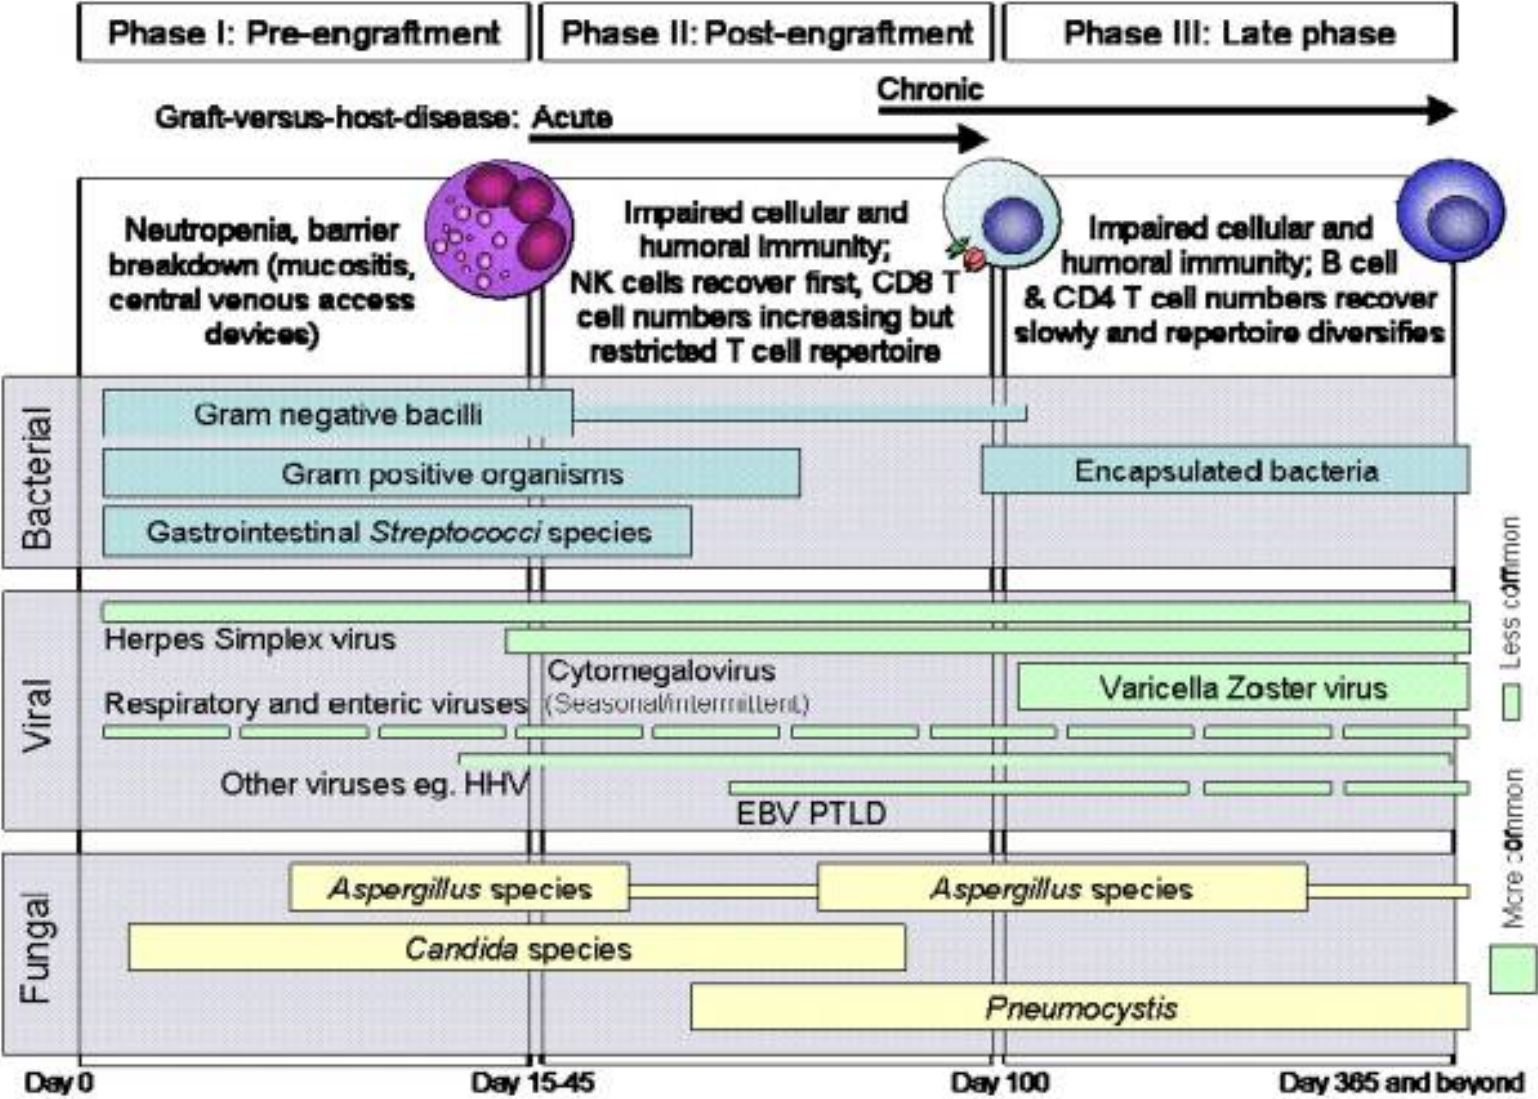 Phase I: Pre-engraftment
Phase II: Post-engraftment
Phase III: Late phase
Chronic
Graft-versus-host-disease: Acute
Neutropenia, barrier
breakdown (mucositis,
central venous access
devices)
Impaired cellular and
humoral immunity;
NK cells recover first, CD8 T
cell numbers increasing but
restricted T cell repertoire
Impaired cellular and
humoral immunity; B cell
& CD4 T cell numbers recover
slowly and repertoire diversifies
Bacterial
Gram negative bacilli
Gram positive organisms
Encapsulated bacteria
Gastrointestinal Streptococci species
Viral
Herpes Simplex virus
Cytomegalovirus
Varicella Zoster virus
Respiratory and enteric viruses (Seasonal/intermittent)
Other viruses eg. HHV
EBV PTLD
Fungal
Aspergillus species
Aspergillus species
Candida species
Pneumocystis
Less common
More common
Day 0
Day 15-45
Day 100
Day 365 and beyond